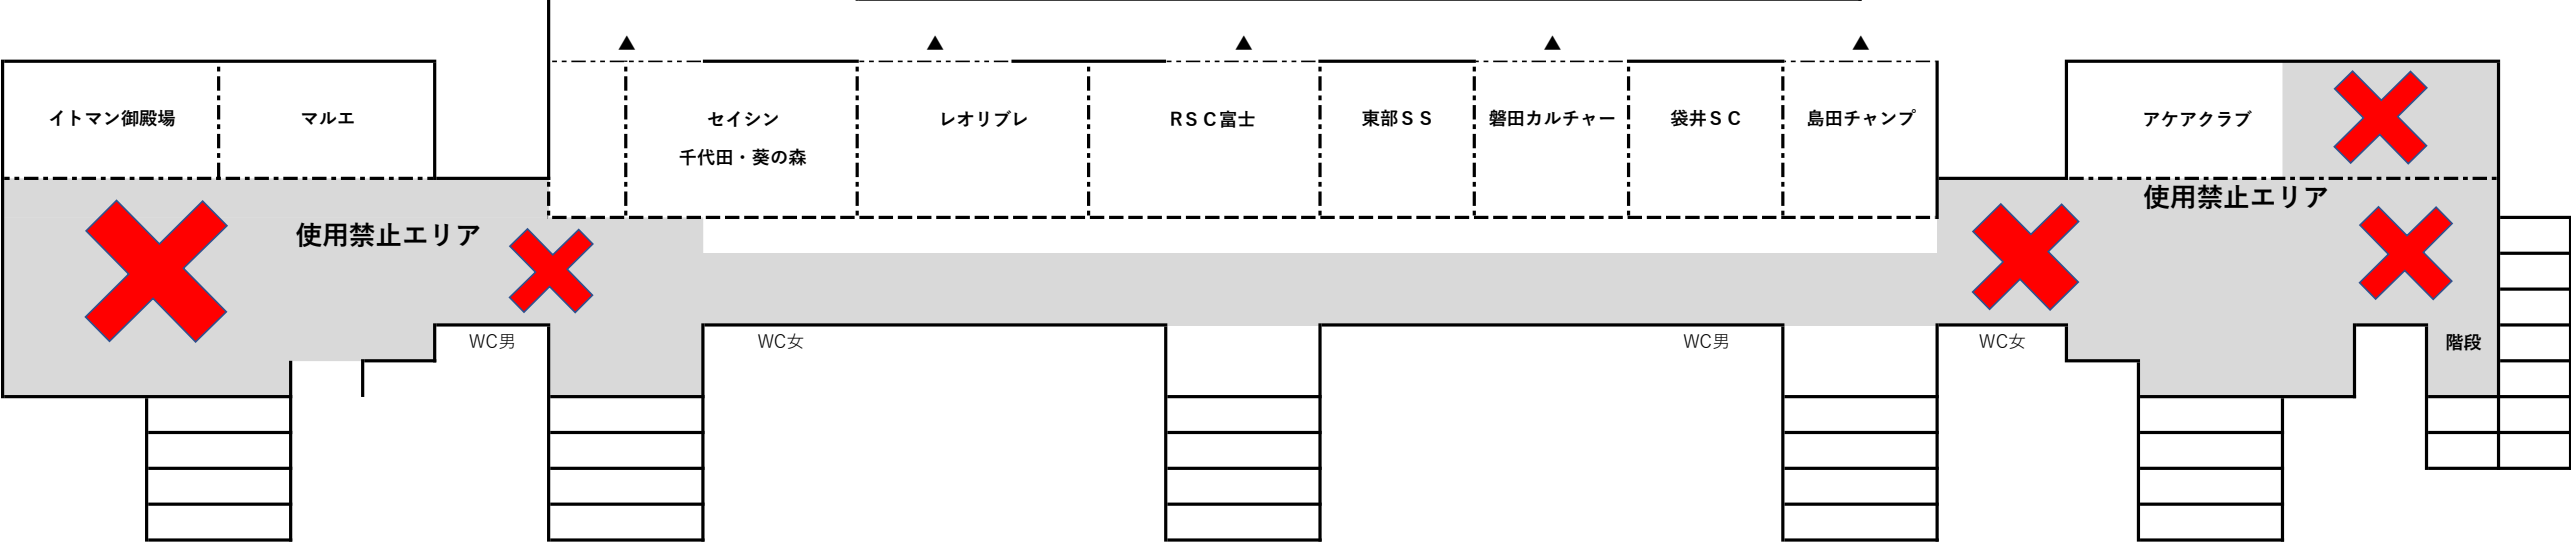 イトマン御殿場
マルエ
セイシン
千代田・葵の森
レオリブレ
RSC富士
東部SS
磐田カルチャー
袋井SC
島田チャンプ
アケアクラブ
使用禁止エリア
使用禁止エリア
WC男
WC女
WC男
WC女
階段